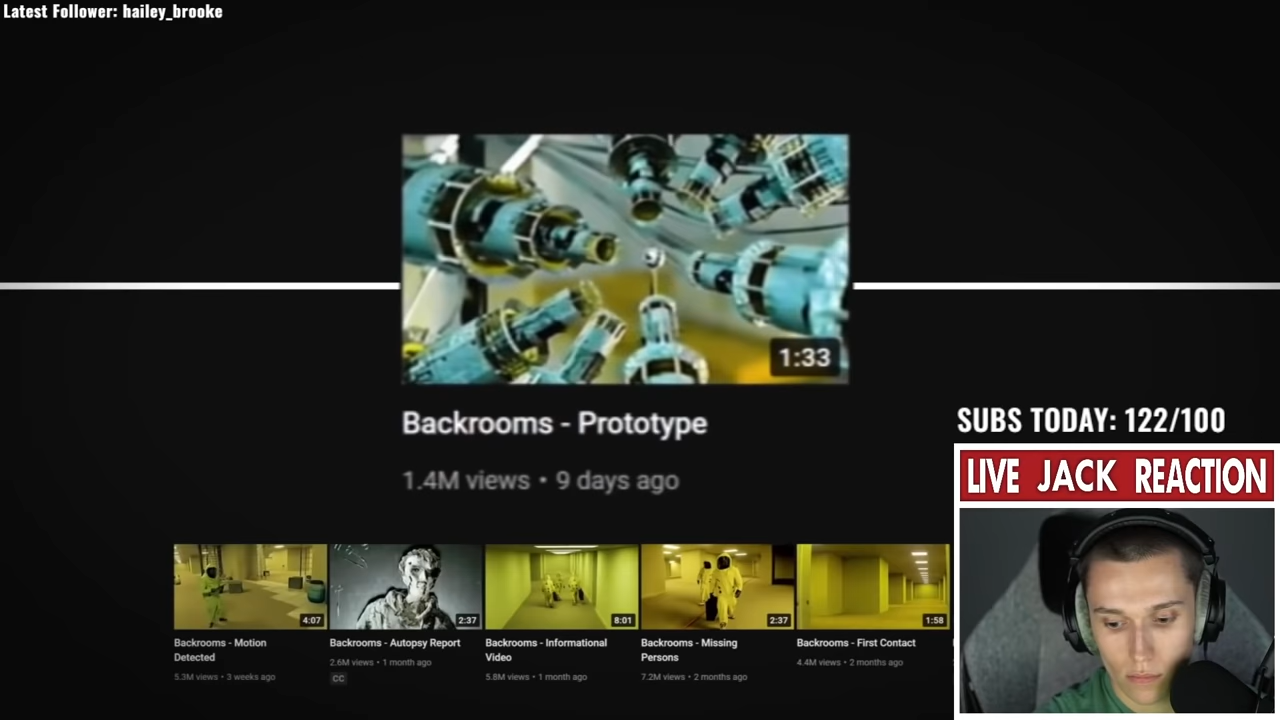 Latest Follower: hailey_brooke
1:33
Backrooms - Prototype
1.4M views • 9 days ago
SUBS TODAY: 122/100
LIVE JACK REACTION
4:07
2:37
8:01
2:37
1:58
Backrooms - Motion
Detected
5.3M views • 3 weeks ago
Backrooms - Autopsy Report
2.6M views • 1 month ago
CC
Backrooms - Informational
Video
5.8M views • 1 month ago
Backrooms - Missing
Persons
7.2M views • 2 months ago
Backrooms - First Contact
4.4M views • 2 months ago